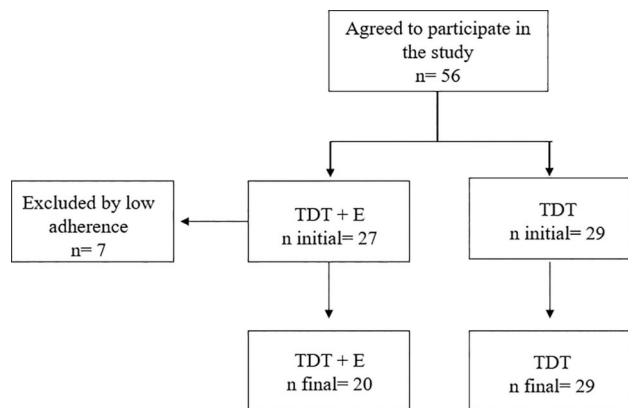 Agreed to participate in
the study
n= 56
Excluded by low
adherence
n= 7
TDT + E
n initial= 27
TDT
n initial= 29
TDT + E
n final= 20
TDT
n final= 29